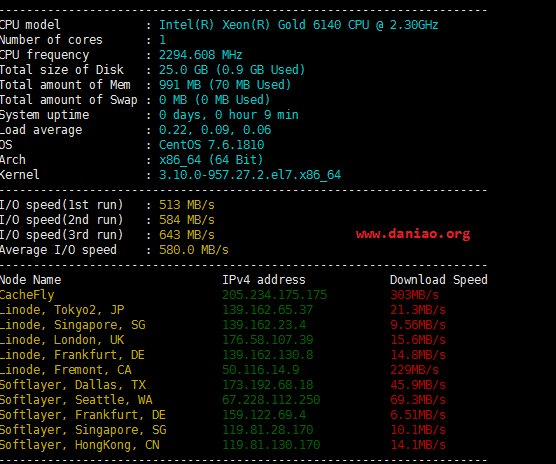 ----------------------------------------------------------------------
CPU model            : Intel(R) Xeon(R) Gold 6140 CPU @ 2.30GHz
Number of cores      : 1
CPU frequency        : 2294.608 MHz
Total size of Disk   : 25.0 GB (0.9 GB Used)
Total amount of Mem  : 991 MB (70 MB Used)
Total amount of Swap : 0 MB (0 MB Used)
System uptime        : 0 days, 0 hour 9 min
Load average         : 0.22, 0.09, 0.06
OS                   : CentOS 7.6.1810
Arch                 : x86_64 (64 Bit)
Kernel               : 3.10.0-957.27.2.el7.x86_64
----------------------------------------------------------------------
I/O speed(1st run)   : 513 MB/s
I/O speed(2nd run)   : 584 MB/s
I/O speed(3rd run)   : 643 MB/s
www.daniao.org
Average I/O speed    : 580.0 MB/s
----------------------------------------------------------------------
Node Name                       IPv4 address            Download Speed
CacheFly                        205.234.175.175         303MB/s
Linode, Tokyo2, JP              139.162.65.37           21.3MB/s
Linode, Singapore, SG           139.162.23.4            9.56MB/s
Linode, London, UK              176.58.107.39           15.6MB/s
Linode, Frankfurt, DE           139.162.130.8           14.8MB/s
Linode, Fremont, CA             50.116.14.9             229MB/s
Softlayer, Dallas, TX           173.192.68.18           45.9MB/s
Softlayer, Seattle, WA          67.228.112.250          69.3MB/s
Softlayer, Frankfurt, DE        159.122.69.4            6.51MB/s
Softlayer, Singapore, SG        119.81.28.170           10.1MB/s
Softlayer, HongKong, CN         119.81.130.170          14.1MB/s
----------------------------------------------------------------------